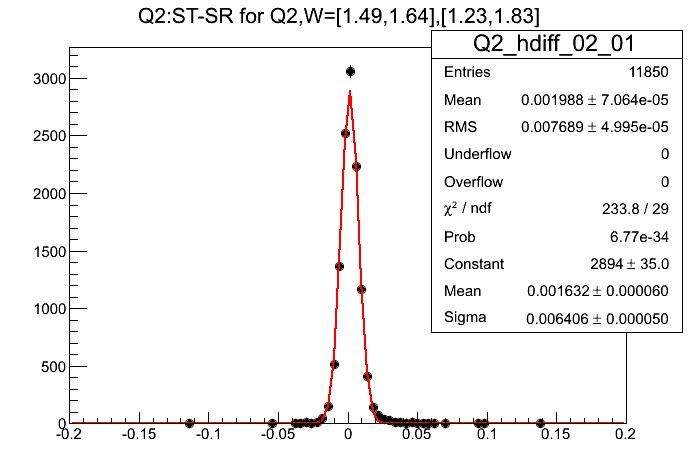 Q2:ST-SR for Q2,W=[1.49,1.64],[1.23,1.83]
Q2_hdiff_02_01
Entries 11850
Mean 0.001988 ± 7.064e-05
RMS 0.007689 ± 4.995e-05
Underflow 0
Overflow 0
χ² / ndf 233.8 / 29
Prob 6.77e-34
Constant 2894 ± 35.0
Mean 0.001632 ± 0.000060
Sigma 0.006406 ± 0.000050
3000
2500
2000
1500
1000
500
0
-0.2 -0.15 -0.1 -0.05 0 0.05 0.1 0.15 0.2